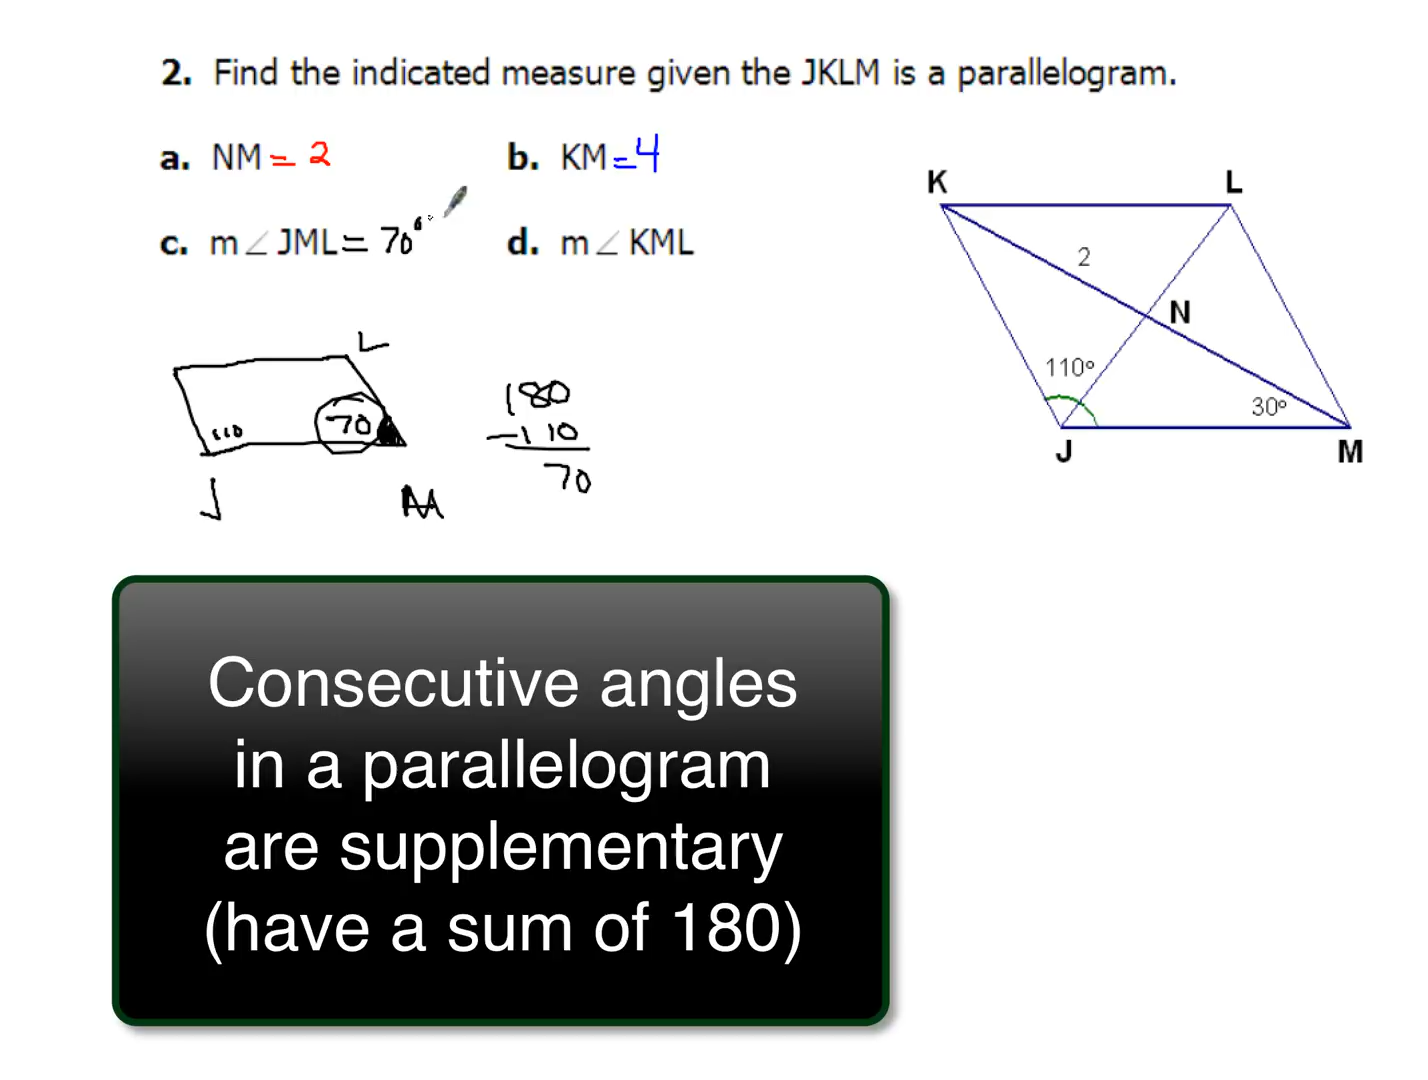 2. Find the indicated measure given the JKLM is a parallelogram.
a. NM = 2
b. KM = 4
c. m∠JML = 70°
d. m∠KML
K
L
2
N
110°
30°
J
M
L
110
70
J
M
180
-110
70
Consecutive angles
in a parallelogram
are supplementary
(have a sum of 180)